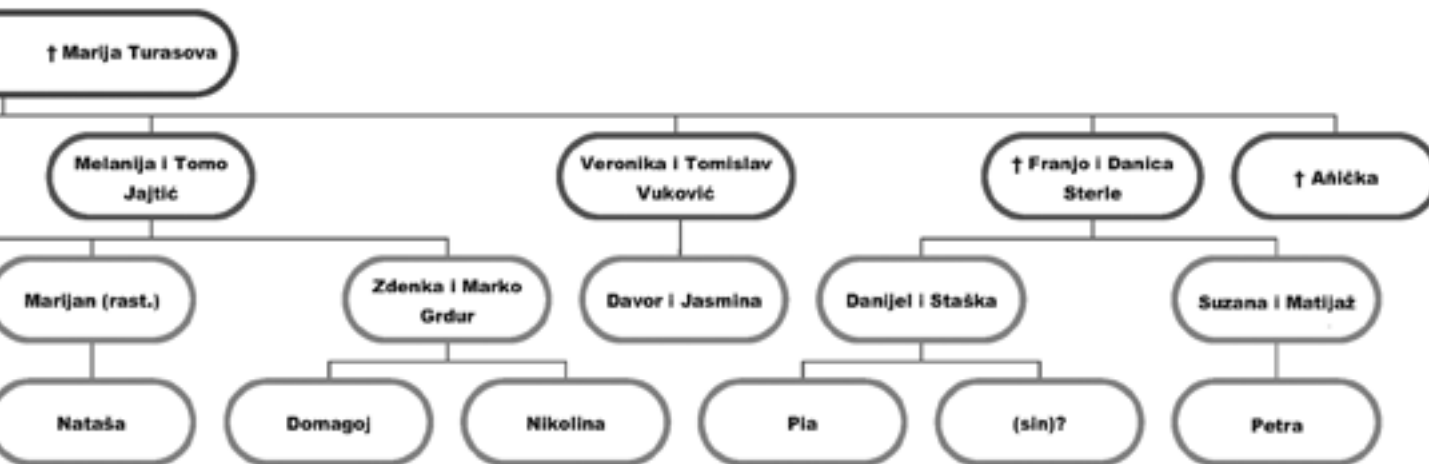 † Marija Turasova
Melanija i Tomo
Jajtić
Veronika i Tomislav
Vuković
† Franjo i Danica
Sterle
† Ańička
Marijan (rast.)
Zdenka i Marko
Grdur
Davor i Jasmina
Danijel i Staška
Suzana i Matijaž
Nataša
Domagoj
Nikolina
Pia
(sin)?
Petra